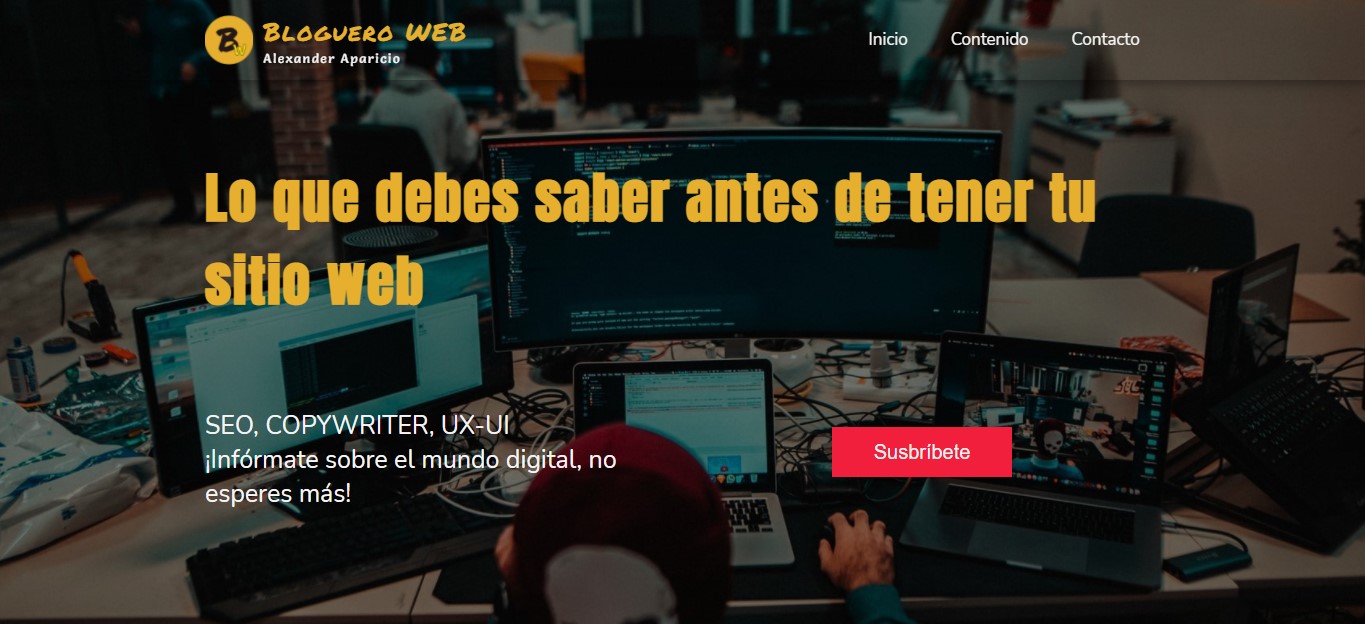 Bloguero WEB
Alexander Aparicio
Inicio Contenido Contacto
Lo que debes saber antes de tener tu
sitio web
SEO, COPYWRITER, UX-UI
¡Infórmate sobre el mundo digital, no
esperes más!
Susbríbete